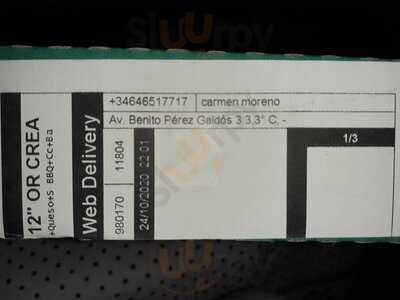 Sluurpy
12" OR CREA
+Queso+S BBQ+Cc+Ba
Web Delivery
+34646517717 carmen moreno
Av. Benito Pérez Galdós 3 3,3° C, -
980170 11804
24/10/2020 22:01
1/3